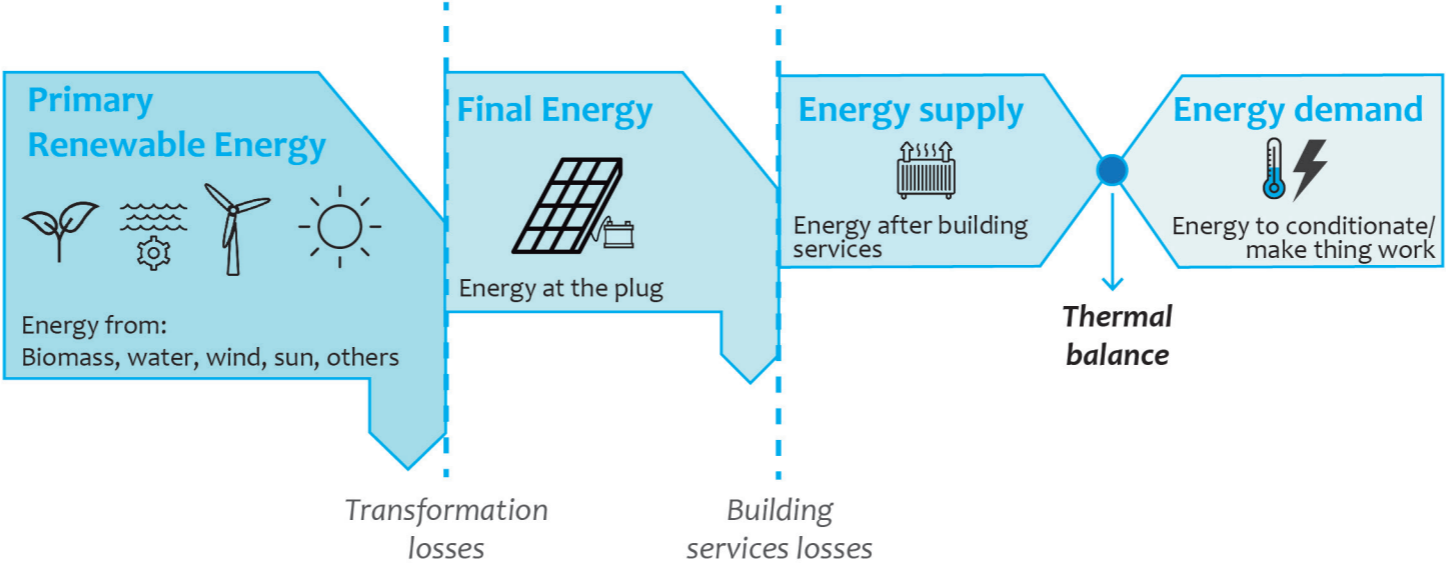 Primary
Renewable Energy
Energy from:
Biomass, water, wind, sun, others
Transformation
losses
Final Energy
Energy at the plug
Building
services losses
Energy supply
Energy after building
services
Thermal
balance
Energy demand
Energy to conditionate/
make thing work